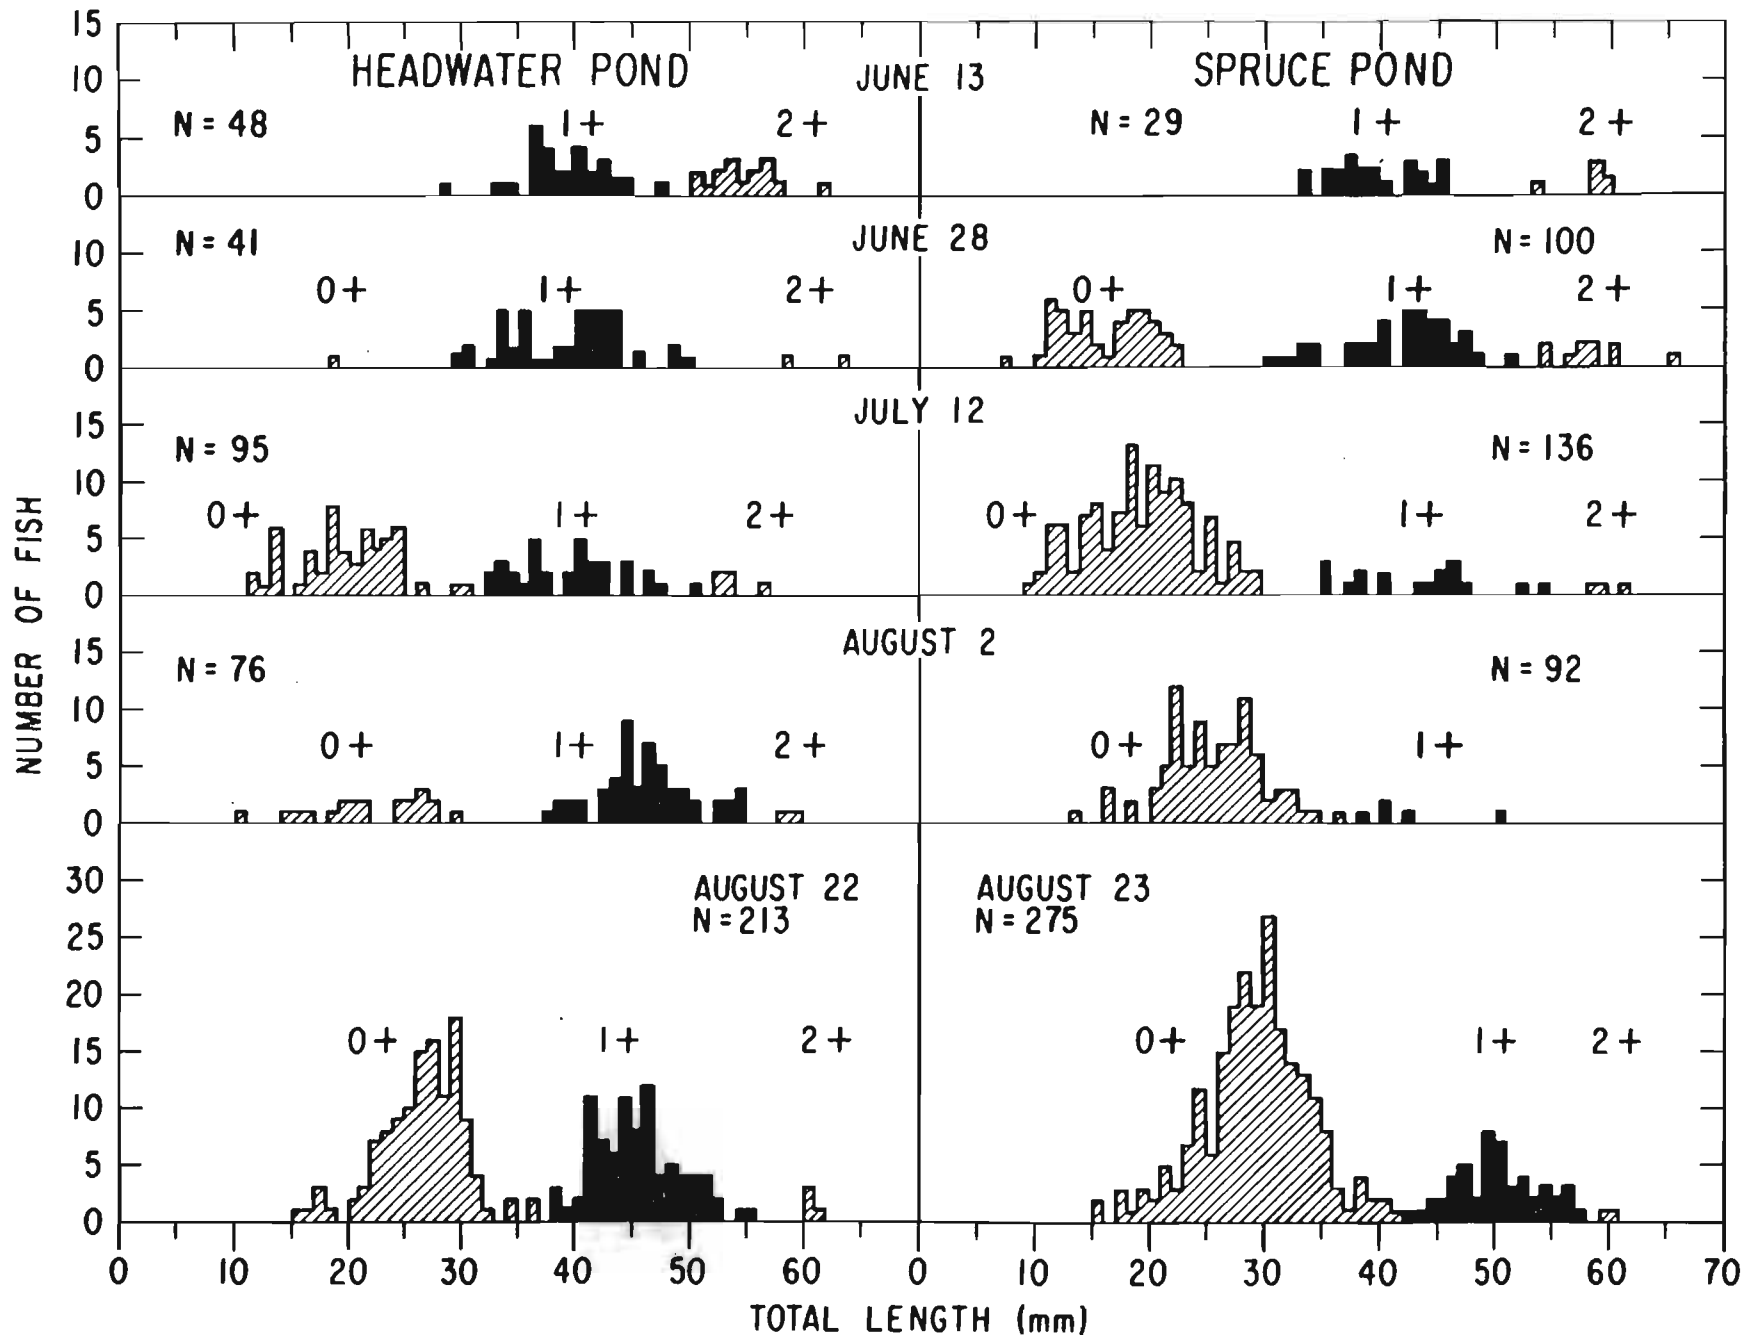 HEADWATER POND
JUNE 13
SPRUCE POND
15
10
5
0
N = 48
1+
2+
N = 29
1+
2+
JUNE 28
10
5
0
N = 41
0+
1+
2+
N = 100
0+
1+
2+
JULY 12
15
10
5
0
N = 95
0+
1+
2+
N = 136
0+
1+
2+
AUGUST 2
15
10
5
0
N = 76
0+
1+
2+
N = 92
0+
1+
30
25
20
15
10
5
0
AUGUST 22
N = 213
0+
1+
2+
AUGUST 23
N = 275
0+
1+
2+
0 10 20 30 40 50 60 0 10 20 30 40 50 60 70
TOTAL LENGTH (mm)
NUMBER OF FISH